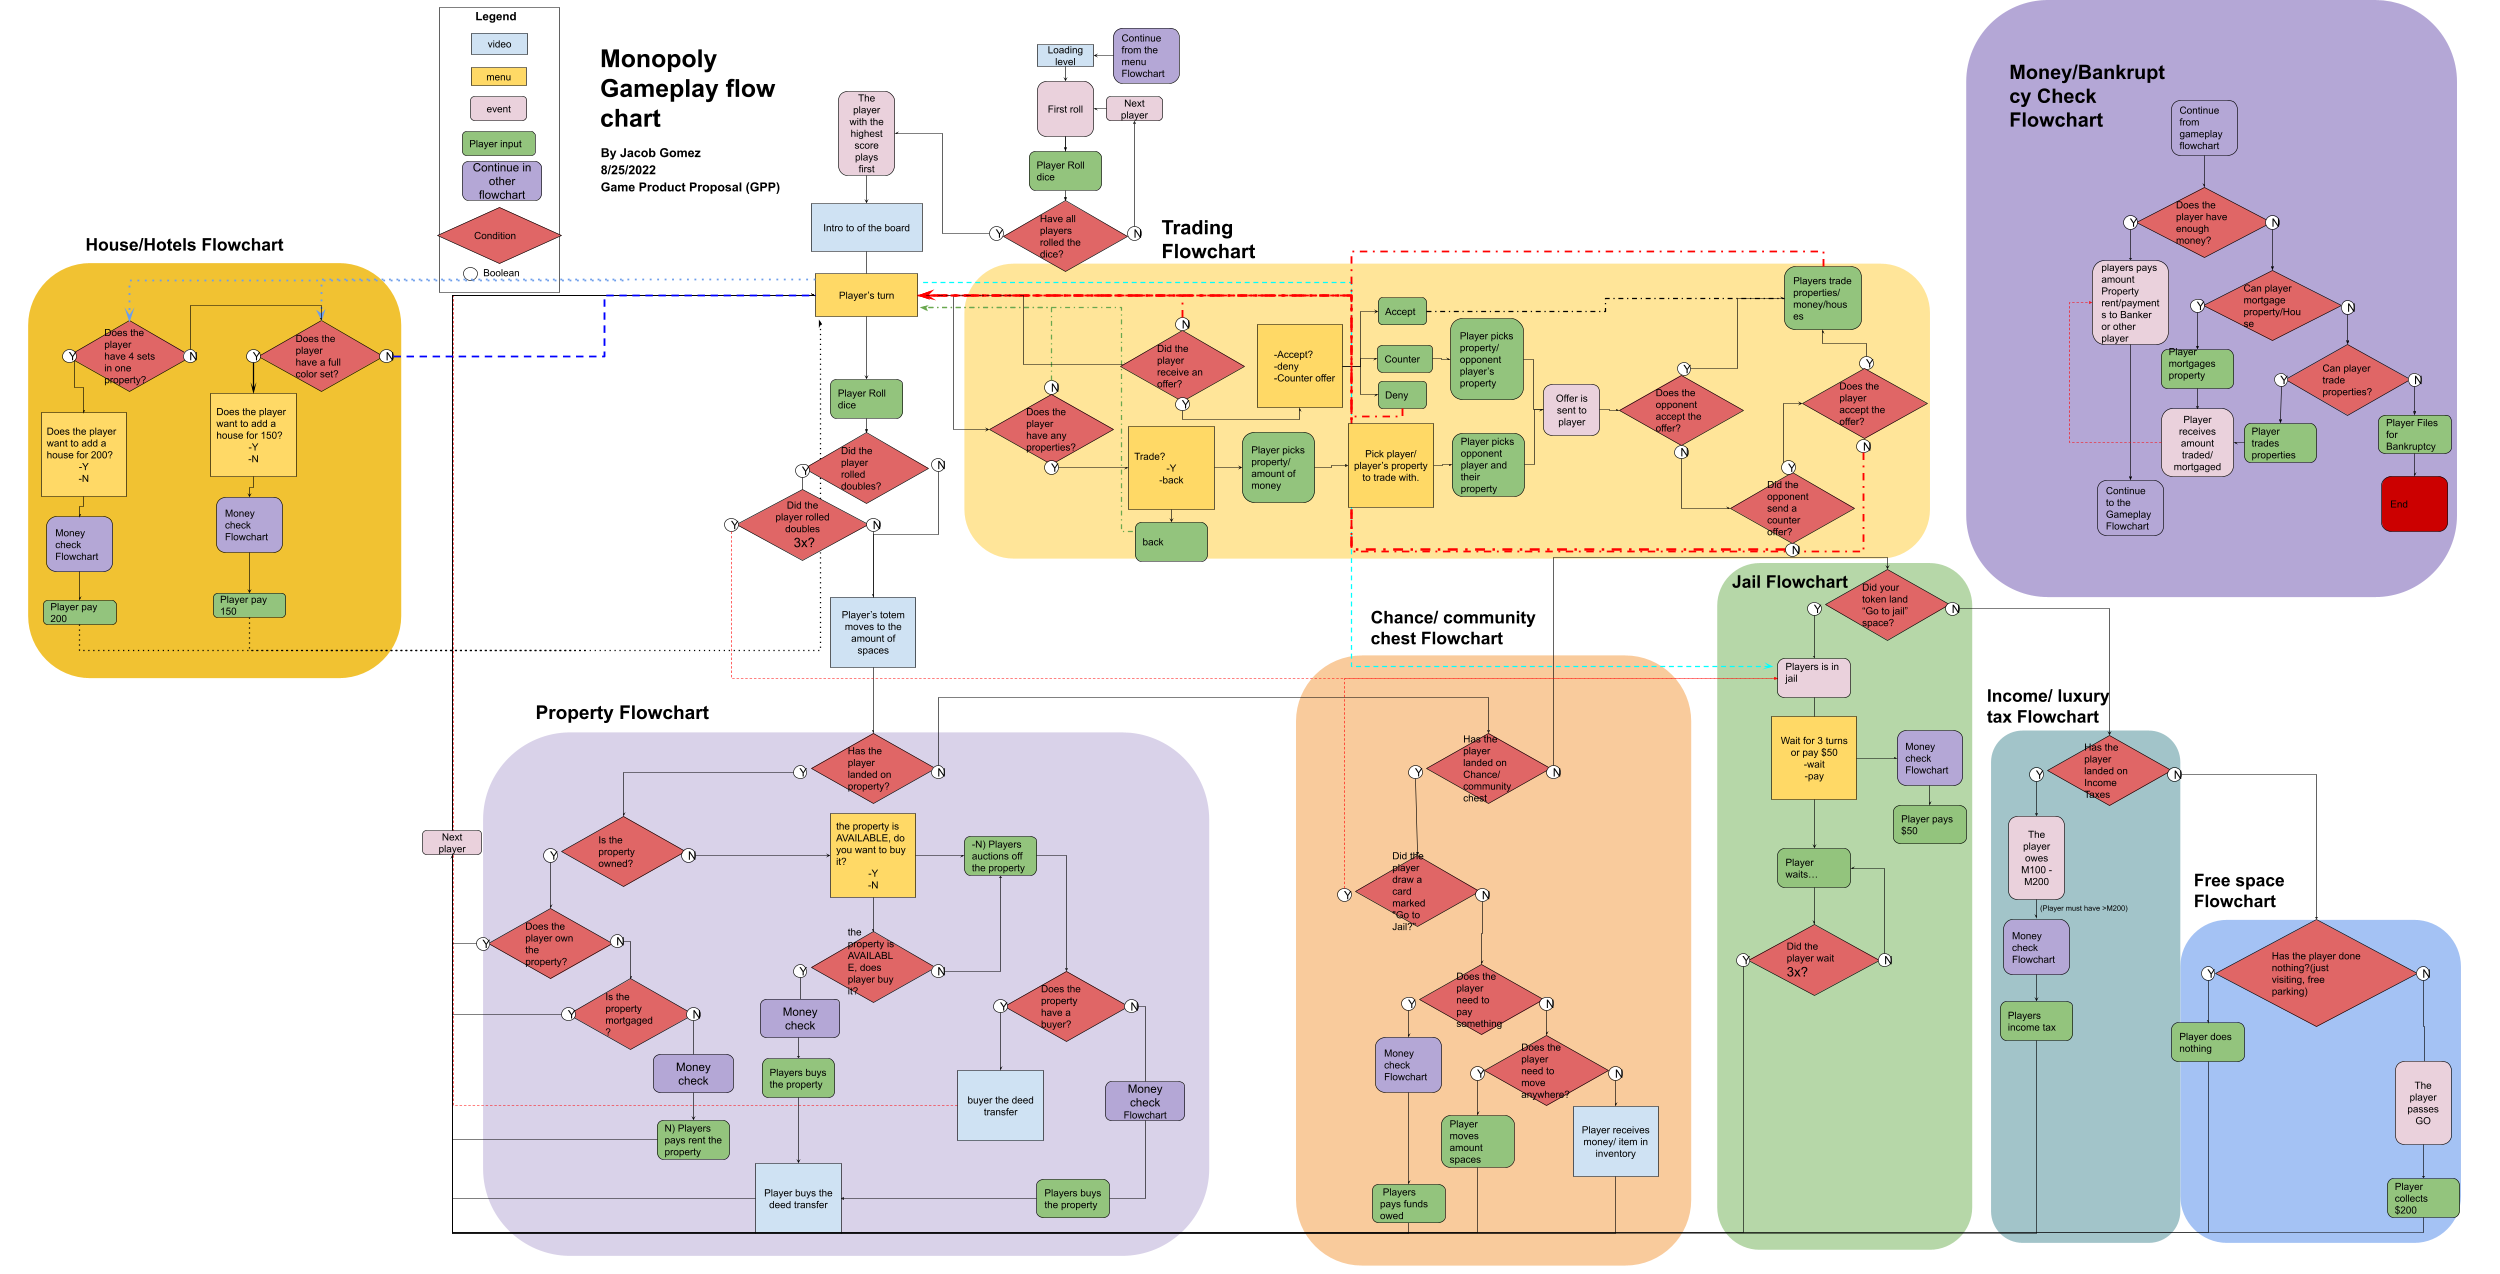 Legend
video
menu
event
Player input
Continue in
other
flowchart
Condition
Boolean
Monopoly
Gameplay flow
chart
By Jacob Gomez
8/25/2022
Game Product Proposal (GPP)
Loading
level
Continue
from the
menu
Flowchart
First roll
Next
player
Player Roll
dice
Have all
players
rolled the
dice?
Y
N
The
player
with the
highest
score
plays
first
Intro to of the board
Player's turn
Player Roll
dice
Did the
player
rolled
doubles?
Y
N
Did the
player rolled
doubles
3x?
Y
N
Player's totem
moves to the
amount of
spaces
House/Hotels Flowchart
Does the
player
have 4 sets
in one
property?
Y
N
Does the
player
have a full
color set?
Y
N
Does the player
want to add a
house for 200?
-Y
-N
Does the player
want to add a
house for 150?
-Y
-N
Money
check
Flowchart
Money
check
Flowchart
Player pay
200
Player pay
150
Trading
Flowchart
Does the
player
have any
properties?
N
Y
Did the
player
receive an
offer?
N
Y
Trade?
-Y
-back
back
-Accept?
-deny
-Counter offer
Player picks
property/
amount of
money
Accept
Counter
Deny
Pick player/
player's property
to trade with.
Player picks
property/
opponent
player's
property
Player picks
opponent
player and
their
property
Offer is
sent to
player
Does the
opponent
accept the
offer?
Y
N
Did the
opponent
send a
counter
offer?
Y
N
Does the
player
accept the
offer?
Y
N
Players trade
properties/
money/hous
es
Money/Bankrupt
cy Check
Flowchart
Continue
from
gameplay
flowchart
Does the
player have
enough
money?
Y
N
players pays
amount
Property
rent/payment
s to Banker
or other
player
Can player
mortgage
property/Hou
se
Y
N
Player
mortgages
property
Can player
trade
properties?
Y
N
Player
receives
amount
traded/
mortgaged
Player
trades
properties
Player Files
for
Bankruptcy
Continue
to the
Gameplay
Flowchart
End
Property Flowchart
Has the
player
landed on
property?
Y
N
Next
player
Is the
property
owned?
Y
N
the property is
AVAILABLE, do
you want to buy
it?
-Y
-N
-N) Players
auctions off
the property
Does the
player own
the
property?
Y
N
the
property is
AVAILABL
E, does
player buy
it?
Y
N
Is the
property
mortgaged
?
Y
N
Does the
property
have a
buyer?
Y
N
Money
check
Money
check
Players buys
the property
N) Players
pays rent the
property
buyer the deed
transfer
Money
check
Flowchart
Player buys the
deed transfer
Players buys
the property
Chance/ community
chest Flowchart
Has the
player
landed on
Chance/
community
chest
Y
N
Did the
player
draw a
card
marked
"Go to
Jail?"
Y
N
Does the
player
need to
pay
something
Y
N
Money
check
Flowchart
Does the
player
need to
move
anywhere?
Y
N
Player
moves
amount
spaces
Player receives
money/ item in
inventory
Players
pays funds
owed
Jail Flowchart
Did your
token land
"Go to jail"
space?
Y
N
Players is in
jail
Wait for 3 turns
or pay $50
-wait
-pay
Money
check
Flowchart
Player pays
$50
Player
waits…
Did the
player wait
3x?
Y
N
Income/ luxury
tax Flowchart
Has the
player
landed on
Income
Taxes
Y
N
The
player
owes
M100 -
M200
(Player must have >M200)
Money
check
Flowchart
Players
income tax
Free space
Flowchart
Has the player done
nothing?(just
visiting, free
parking)
Y
N
Player does
nothing
The
player
passes
GO
Player
collects
$200